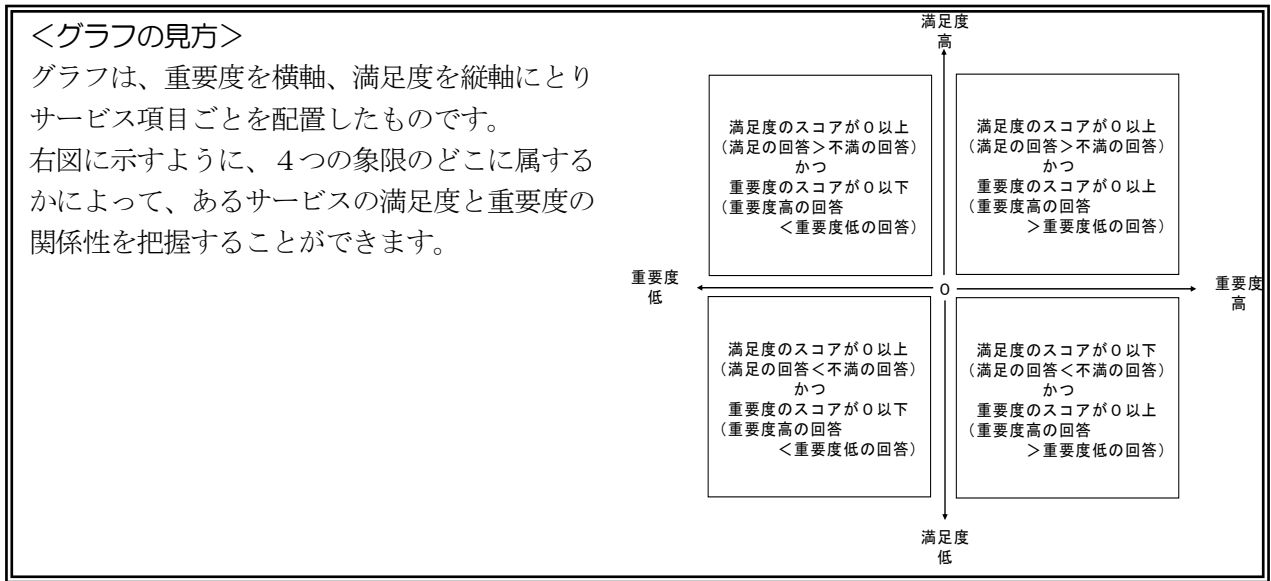 ＜グラフの見方＞
グラフは、重要度を横軸、満足度を縦軸にとり
サービス項目ごとを配置したものです。
右図に示すように、４つの象限のどこに属する
かによって、あるサービスの満足度と重要度の
関係性を把握することができます。
満足度
高
満足度のスコアが０以上
（満足の回答＞不満の回答）
かつ
重要度のスコアが０以下
（重要度高の回答
＜重要度低の回答）
満足度のスコアが０以上
（満足の回答＞不満の回答）
かつ
重要度のスコアが０以上
（重要度高の回答
＞重要度低の回答）
重要度
低
０
重要度
高
満足度のスコアが０以上
（満足の回答＜不満の回答）
かつ
重要度のスコアが０以下
（重要度高の回答
＜重要度低の回答）
満足度のスコアが０以下
（満足の回答＜不満の回答）
かつ
重要度のスコアが０以上
（重要度高の回答
＞重要度低の回答）
満足度
低